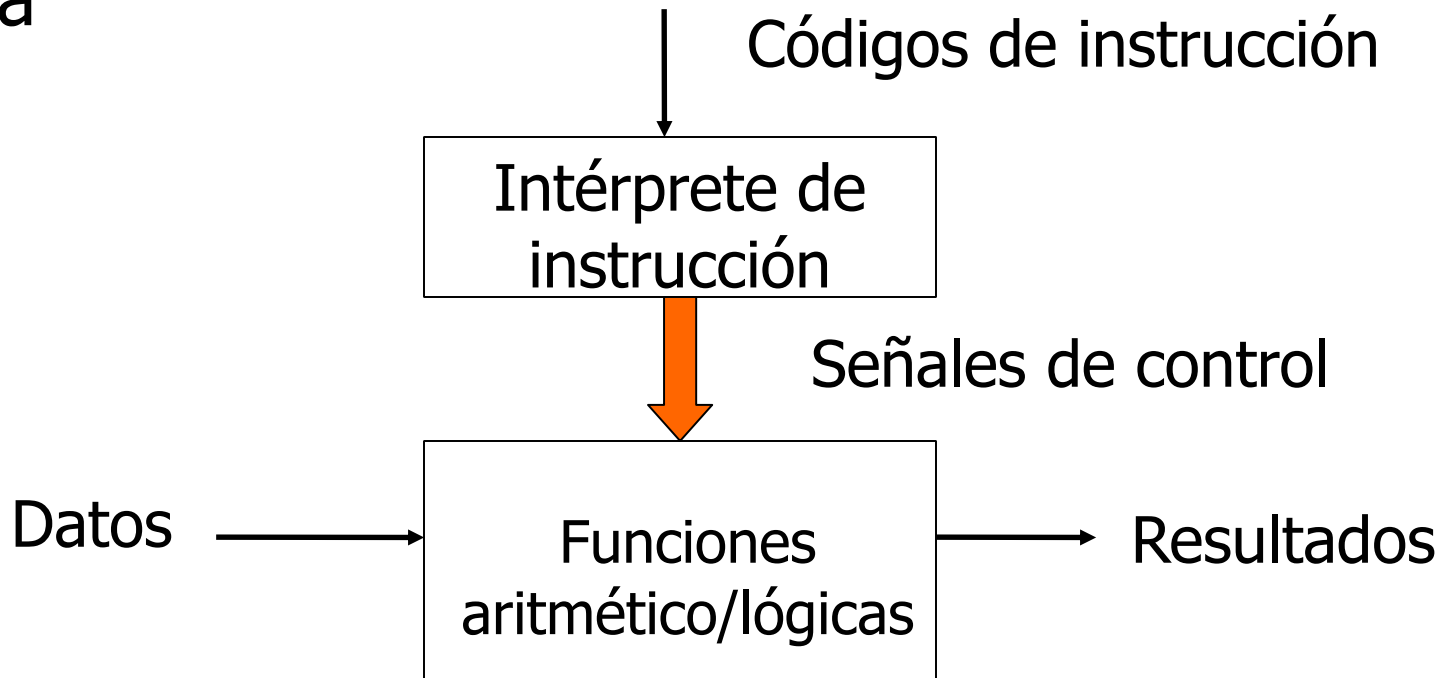 a
Códigos de instrucción
Intérprete de
instrucción
Señales de control
Datos
Funciones
aritmético/lógicas
Resultados